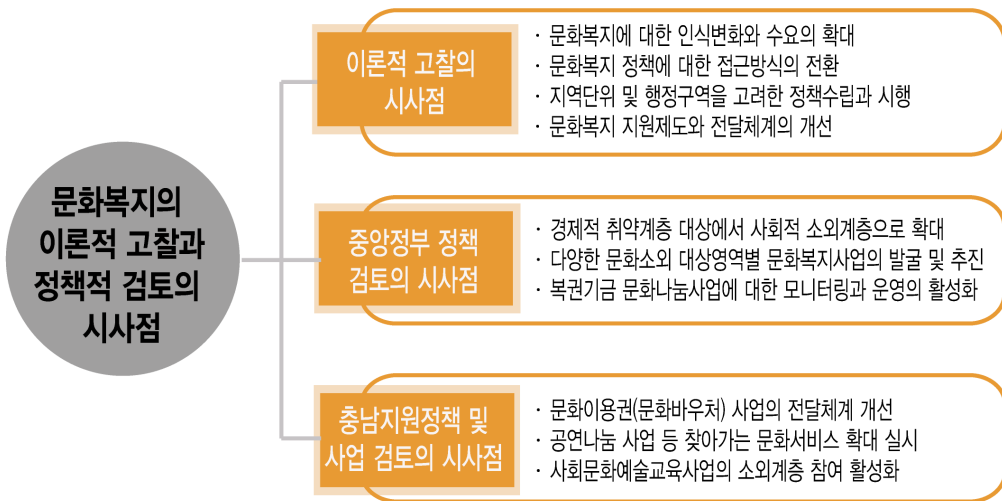 문화복지의
이론적 고찰과
정책적 검토의
시사점
이론적 고찰의
시사점
· 문화복지에 대한 인식변화와 수요의 확대
· 문화복지 정책에 대한 접근방식의 전환
· 지역단위 및 행정구역을 고려한 정책수립과 시행
· 문화복지 지원제도와 전달체계의 개선
중앙정부 정책
검토의 시사점
· 경제적 취약계층 대상에서 사회적 소외계층으로 확대
· 다양한 문화소외 대상영역별 문화복지사업의 발굴 및 추진
· 복권기금 문화나눔사업에 대한 모니터링과 운영의 활성화
충남지원정책 및
사업 검토의 시사점
· 문화이용권(문화바우처) 사업의 전달체계 개선
· 공연나눔 사업 등 찾아가는 문화서비스 확대 실시
· 사회문화예술교육사업의 소외계층 참여 활성화